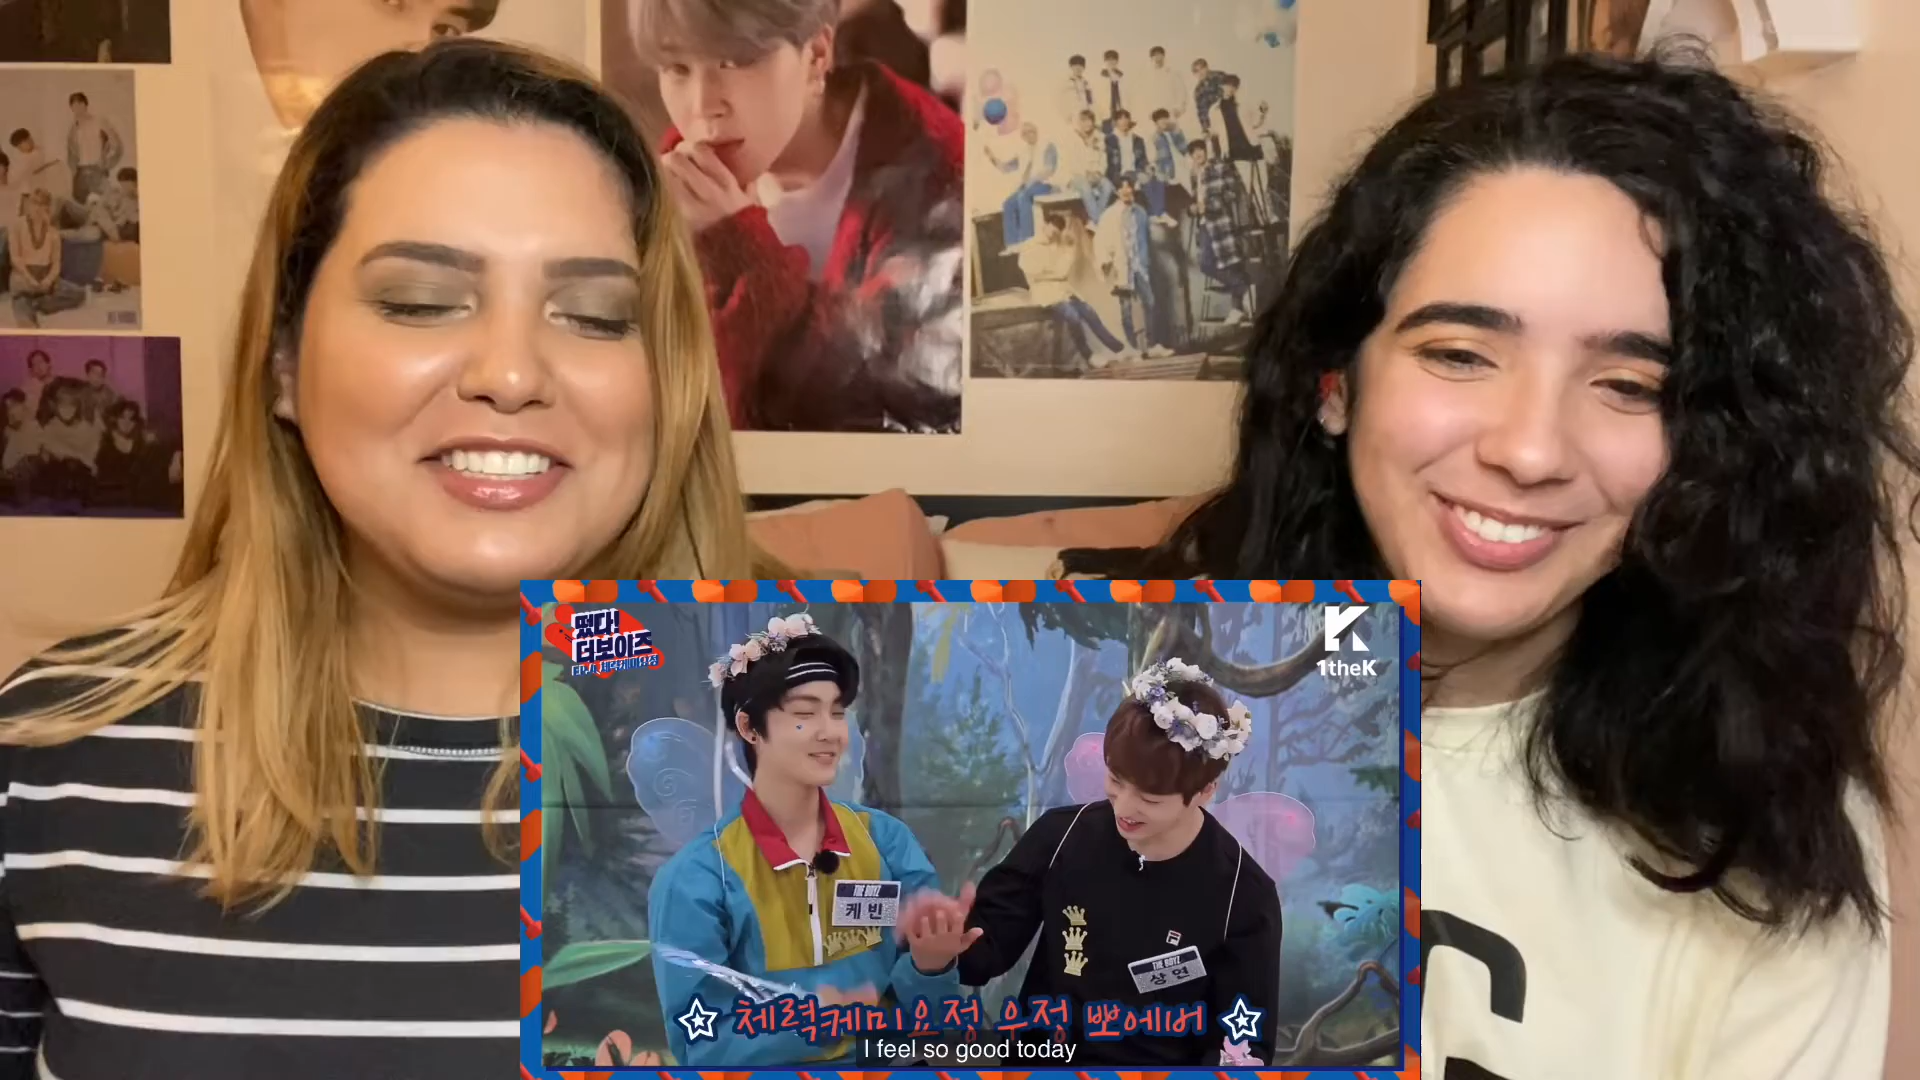 떴다!
더보이즈
1theK
THE BOYZ
케빈
THE BOYZ
상연
체력케미요정 우정 뽀에버
I feel so good today